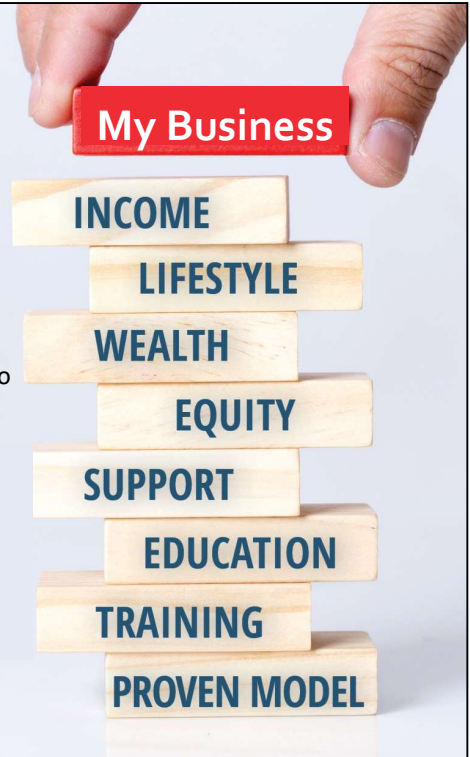 My Business
INCOME
LIFESTYLE
WEALTH
o
EQUITY
SUPPORT
EDUCATION
TRAINING
PROVEN MODEL